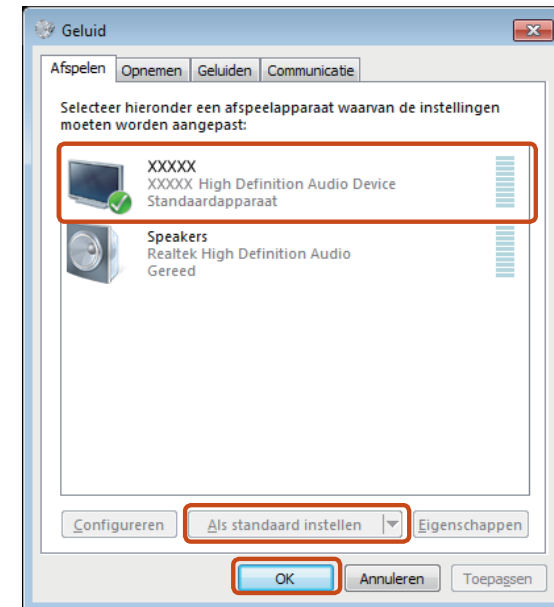 Geluid
Afspelen Opnemen Geluiden Communicatie
Selecteer hieronder een afspeelapparaat waarvan de instellingen
moeten worden aangepast:
XXXXX
XXXXX High Definition Audio Device
Standaardapparaat
Speakers
Realtek High Definition Audio
Gereed
Configureren Als standaard instellen Eigenschappen
OK Annuleren Toepassen